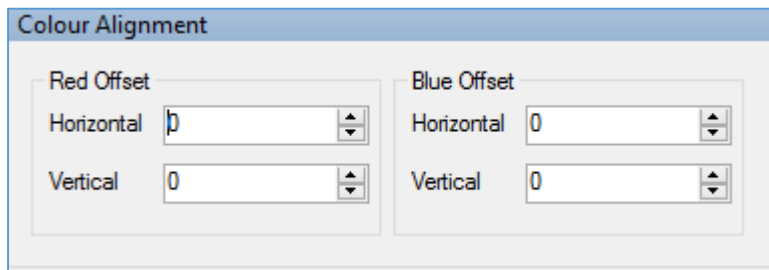 Colour Alignment
Red Offset
Horizontal 0
Vertical 0
Blue Offset
Horizontal 0
Vertical 0